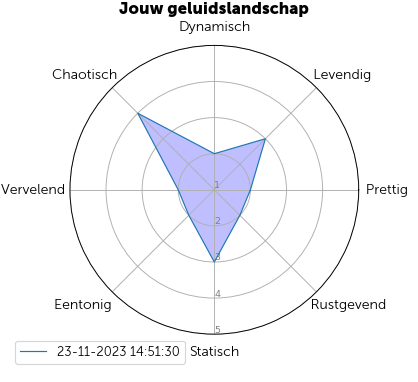 Jouw geluidslandschap
Dynamisch
Chaotisch
Levendig
Vervelend
1
Prettig
2
3
4
Eentonig
Rustgevend
5
23-11-2023 14:51:30
Statisch